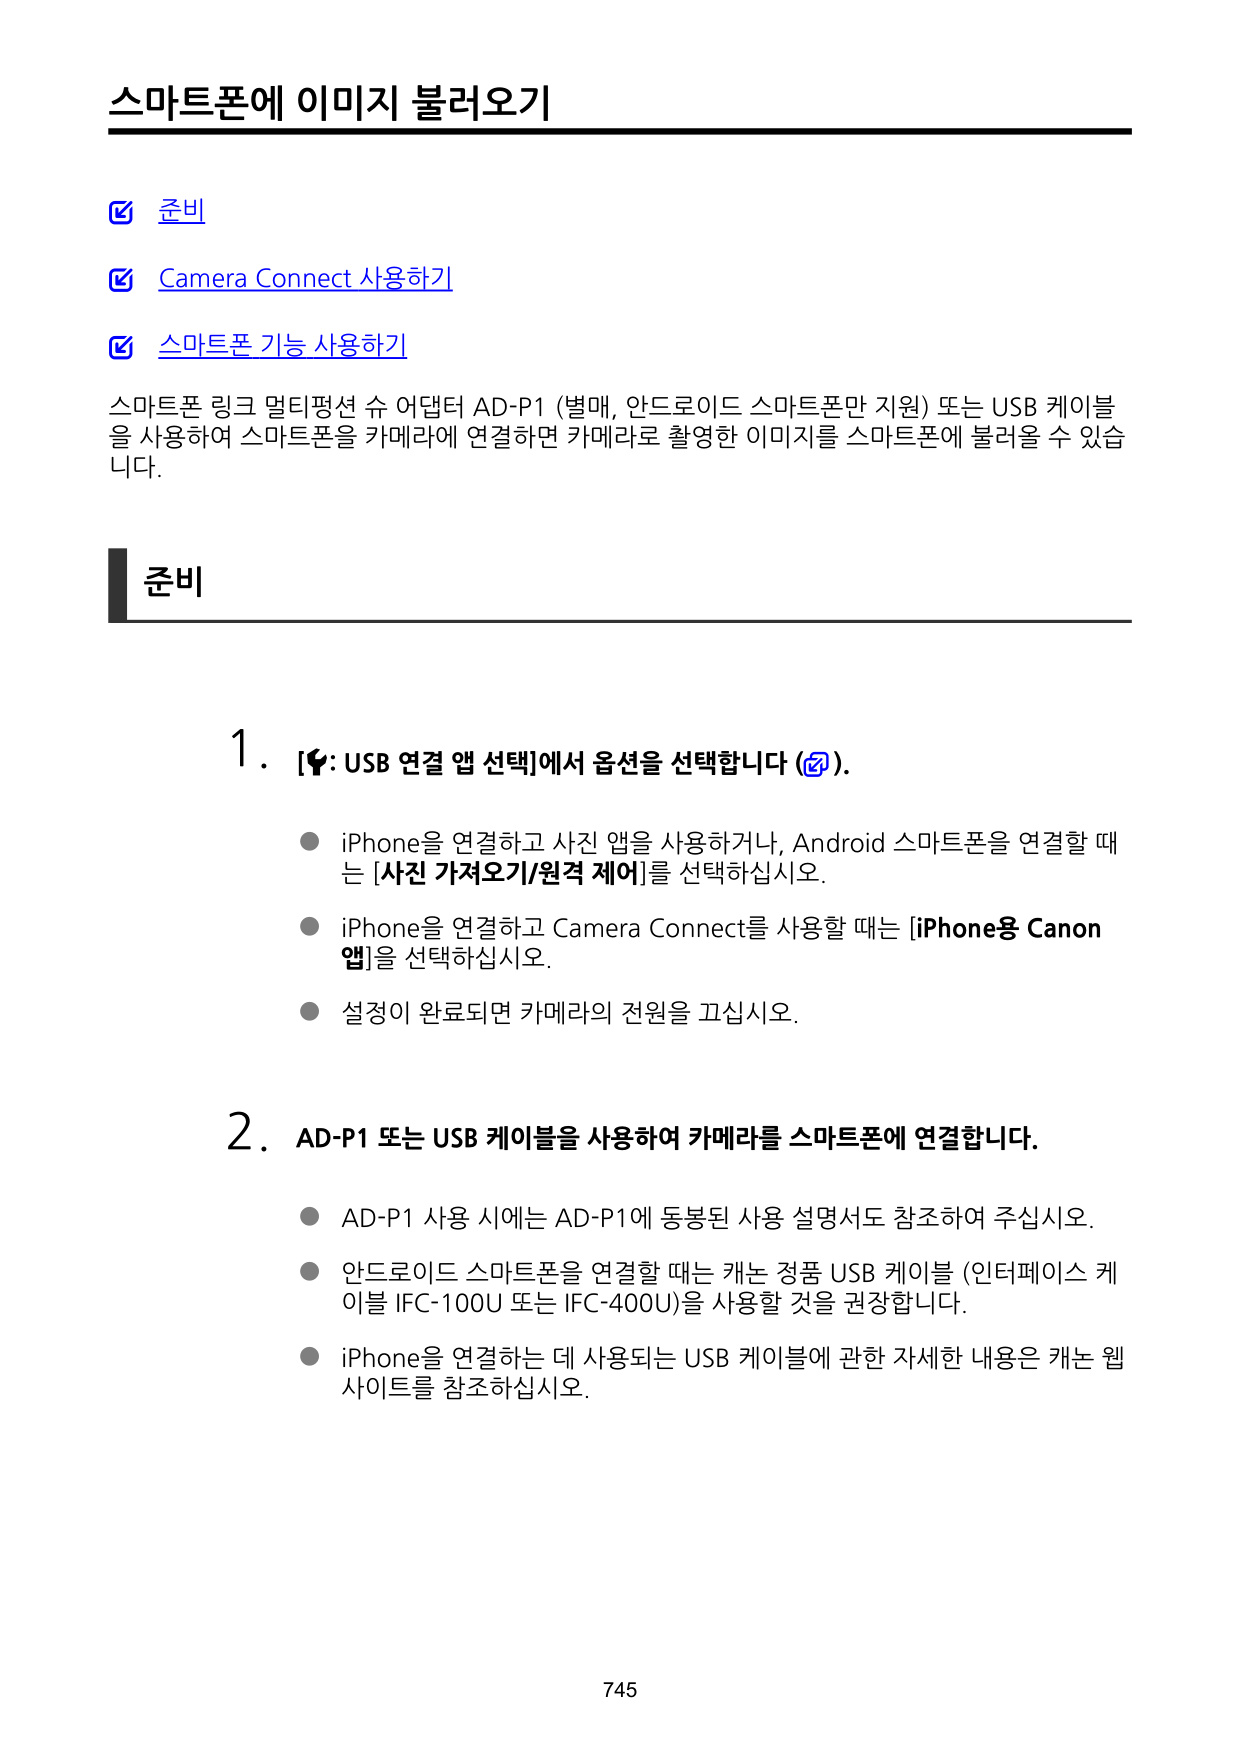 스마트폰에 이미지 불러오기
준비
Camera Connect 사용하기
스마트폰 기능 사용하기
스마트폰 링크 멀티펑션 슈 어댑터 AD-P1 (별매, 안드로이드 스마트폰만 지원) 또는 USB 케이블
을 사용하여 스마트폰을 카메라에 연결하면 카메라로 촬영한 이미지를 스마트폰에 불러올 수 있습
니다.
준비
1. [: USB 연결 앱 선택]에서 옵션을 선택합니다 ( ).
● iPhone을 연결하고 사진 앱을 사용하거나, Android 스마트폰을 연결할 때
는 [사진 가져오기/원격 제어]를 선택하십시오.
● iPhone을 연결하고 Camera Connect를 사용할 때는 [iPhone용 Canon
앱]을 선택하십시오.
● 설정이 완료되면 카메라의 전원을 끄십시오.
2. AD-P1 또는 USB 케이블을 사용하여 카메라를 스마트폰에 연결합니다.
● AD-P1 사용 시에는 AD-P1에 동봉된 사용 설명서도 참조하여 주십시오.
● 안드로이드 스마트폰을 연결할 때는 캐논 정품 USB 케이블 (인터페이스 케
이블 IFC-100U 또는 IFC-400U)을 사용할 것을 권장합니다.
● iPhone을 연결하는 데 사용되는 USB 케이블에 관한 자세한 내용은 캐논 웹
사이트를 참조하십시오.
745